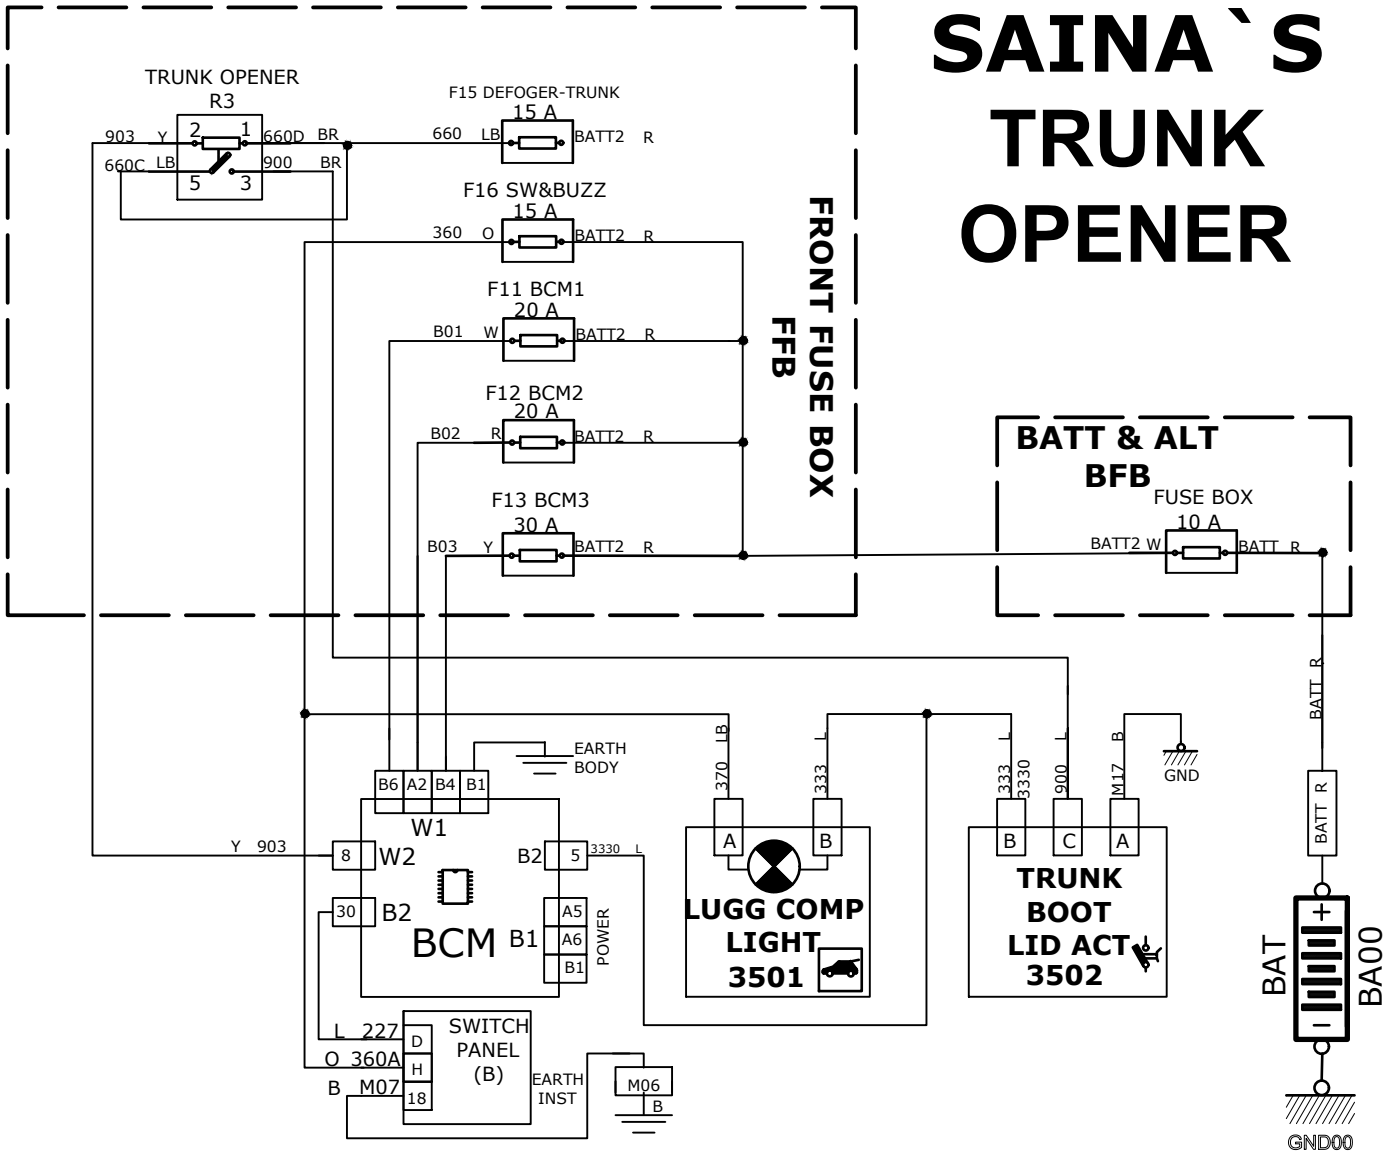 SAINA`S
TRUNK
OPENER
TRUNK OPENER
R3
903 Y 2 1 660D BR
660C LB 5 3 900 BR
F15 DEFOGER-TRUNK
15 A
660 LB BATT2 R
F16 SW&BUZZ
15 A
360 O BATT2 R
F11 BCM1
20 A
B01 W BATT2 R
F12 BCM2
20 A
B02 R BATT2 R
F13 BCM3
30 A
B03 Y BATT2 R
FRONT FUSE BOX
FFB
BATT & ALT
BFB
FUSE BOX
10 A
BATT2 W BATT R
BATT R
BATT R
+
BAT
BA00
–
GND00
EARTH
BODY
B6 A2 B4 B1
W1
Y 903 8 W2
B2 5 3330 L
30 B2
BCM
B1
A5
A6
B1
POWER
370 LB
333 L
A B
LUGG COMP
LIGHT
3501
333 L
3330
900 L
M17 B
GND
B C A
TRUNK
BOOT
LID ACT
3502
L 227 D
O 360A H
B M07 18
SWITCH
PANEL
(B)
EARTH
INST
M06
B